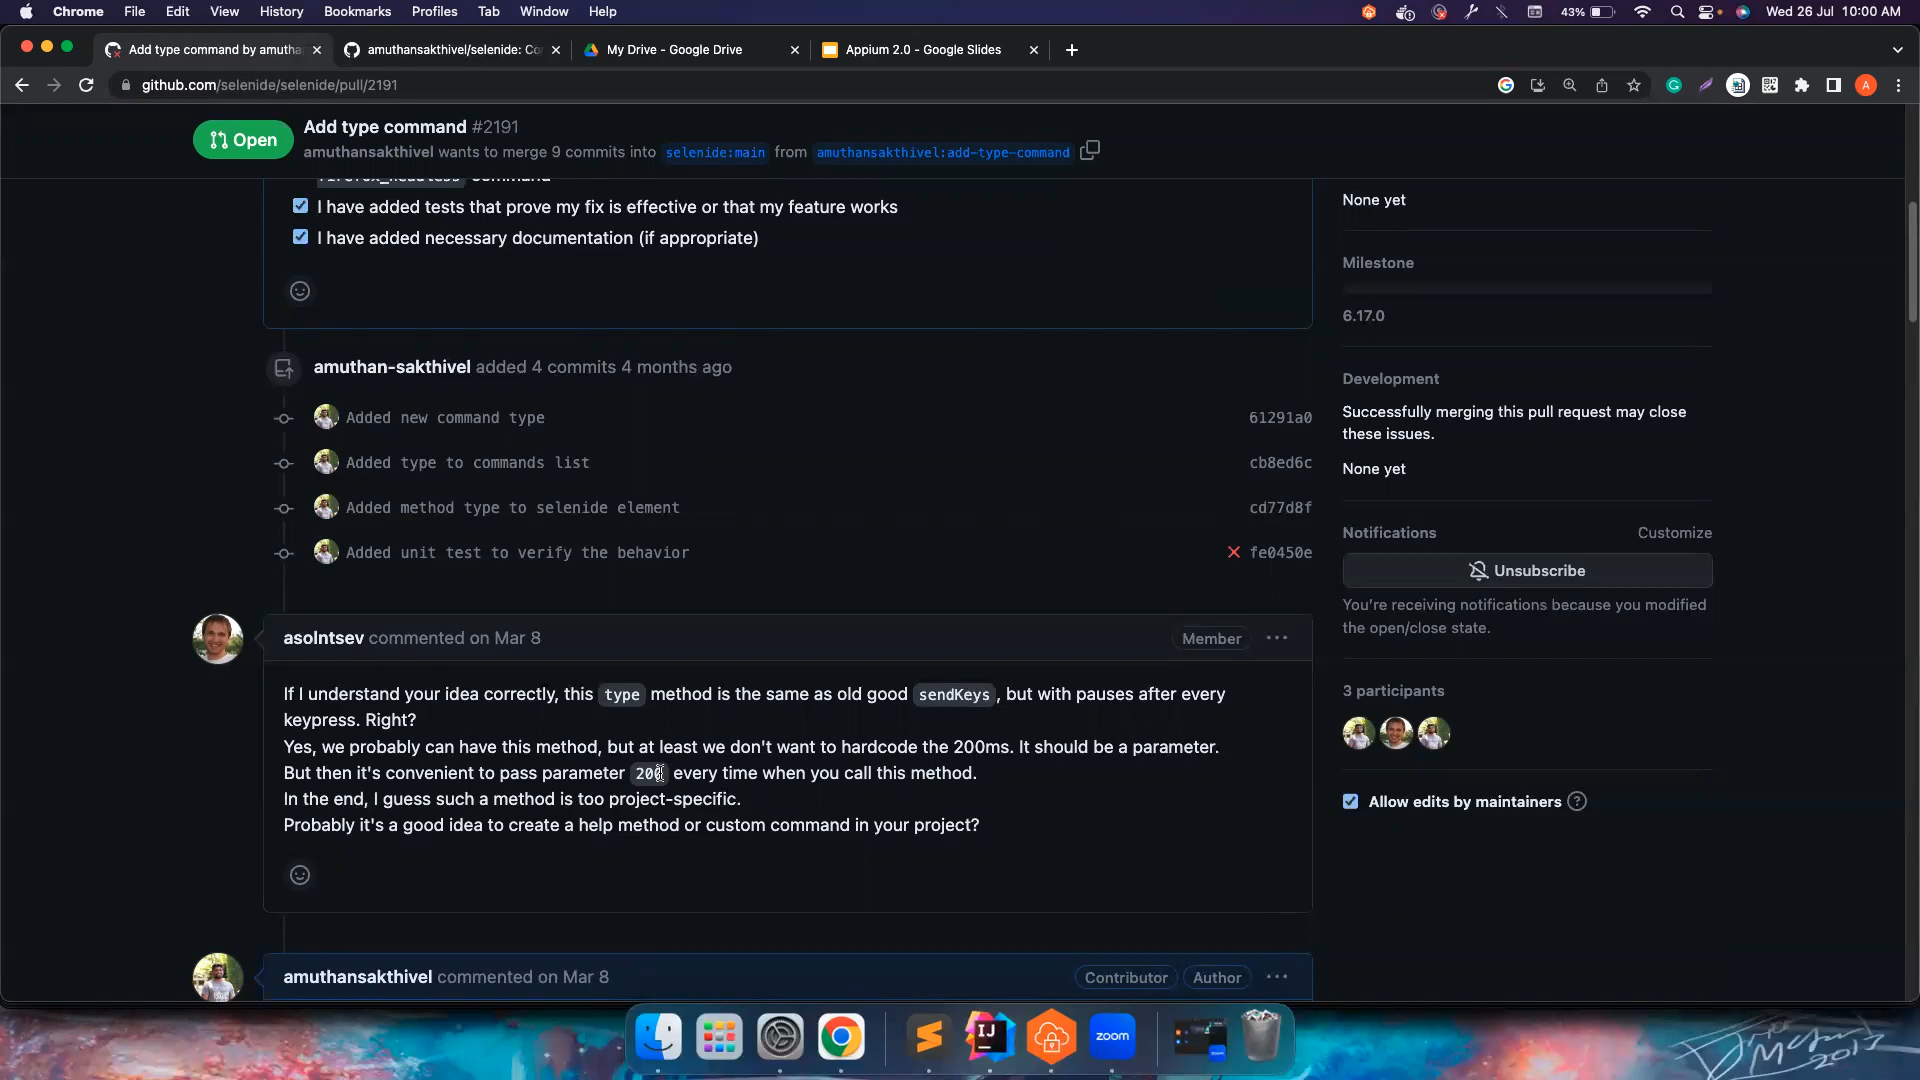 Chrome File Edit View History Bookmarks Profiles Tab Window Help 43% Wed 26 Jul 10:00 AM
Add type command by amutha amuthansakthivel/selenide: Co My Drive - Google Drive Appium 2.0 - Google Slides
github.com/selenide/selenide/pull/2191 A
Open
Add type command #2191
amuthansakthivel wants to merge 9 commits into selenide:main from amuthansakthivel:add-type-command
firefox_headless command
I have added tests that prove my fix is effective or that my feature works
I have added necessary documentation (if appropriate)
amuthan-sakthivel added 4 commits 4 months ago
Added new command type 61291a0
Added type to commands list cb8ed6c
Added method type to selenide element cd77d8f
Added unit test to verify the behavior fe0450e
asolntsev commented on Mar 8 Member
If I understand your idea correctly, this type method is the same as old good sendKeys, but with pauses after every
keypress. Right?
Yes, we probably can have this method, but at least we don't want to hardcode the 200ms. It should be a parameter.
But then it's convenient to pass parameter 200 every time when you call this method.
In the end, I guess such a method is too project-specific.
Probably it's a good idea to create a help method or custom command in your project?
amuthansakthivel commented on Mar 8 Contributor Author
None yet
Milestone
6.17.0
Development
Successfully merging this pull request may close
these issues.
None yet
Notifications Customize
Unsubscribe
You're receiving notifications because you modified
the open/close state.
3 participants
Allow edits by maintainers ?
IJ zoom
2017